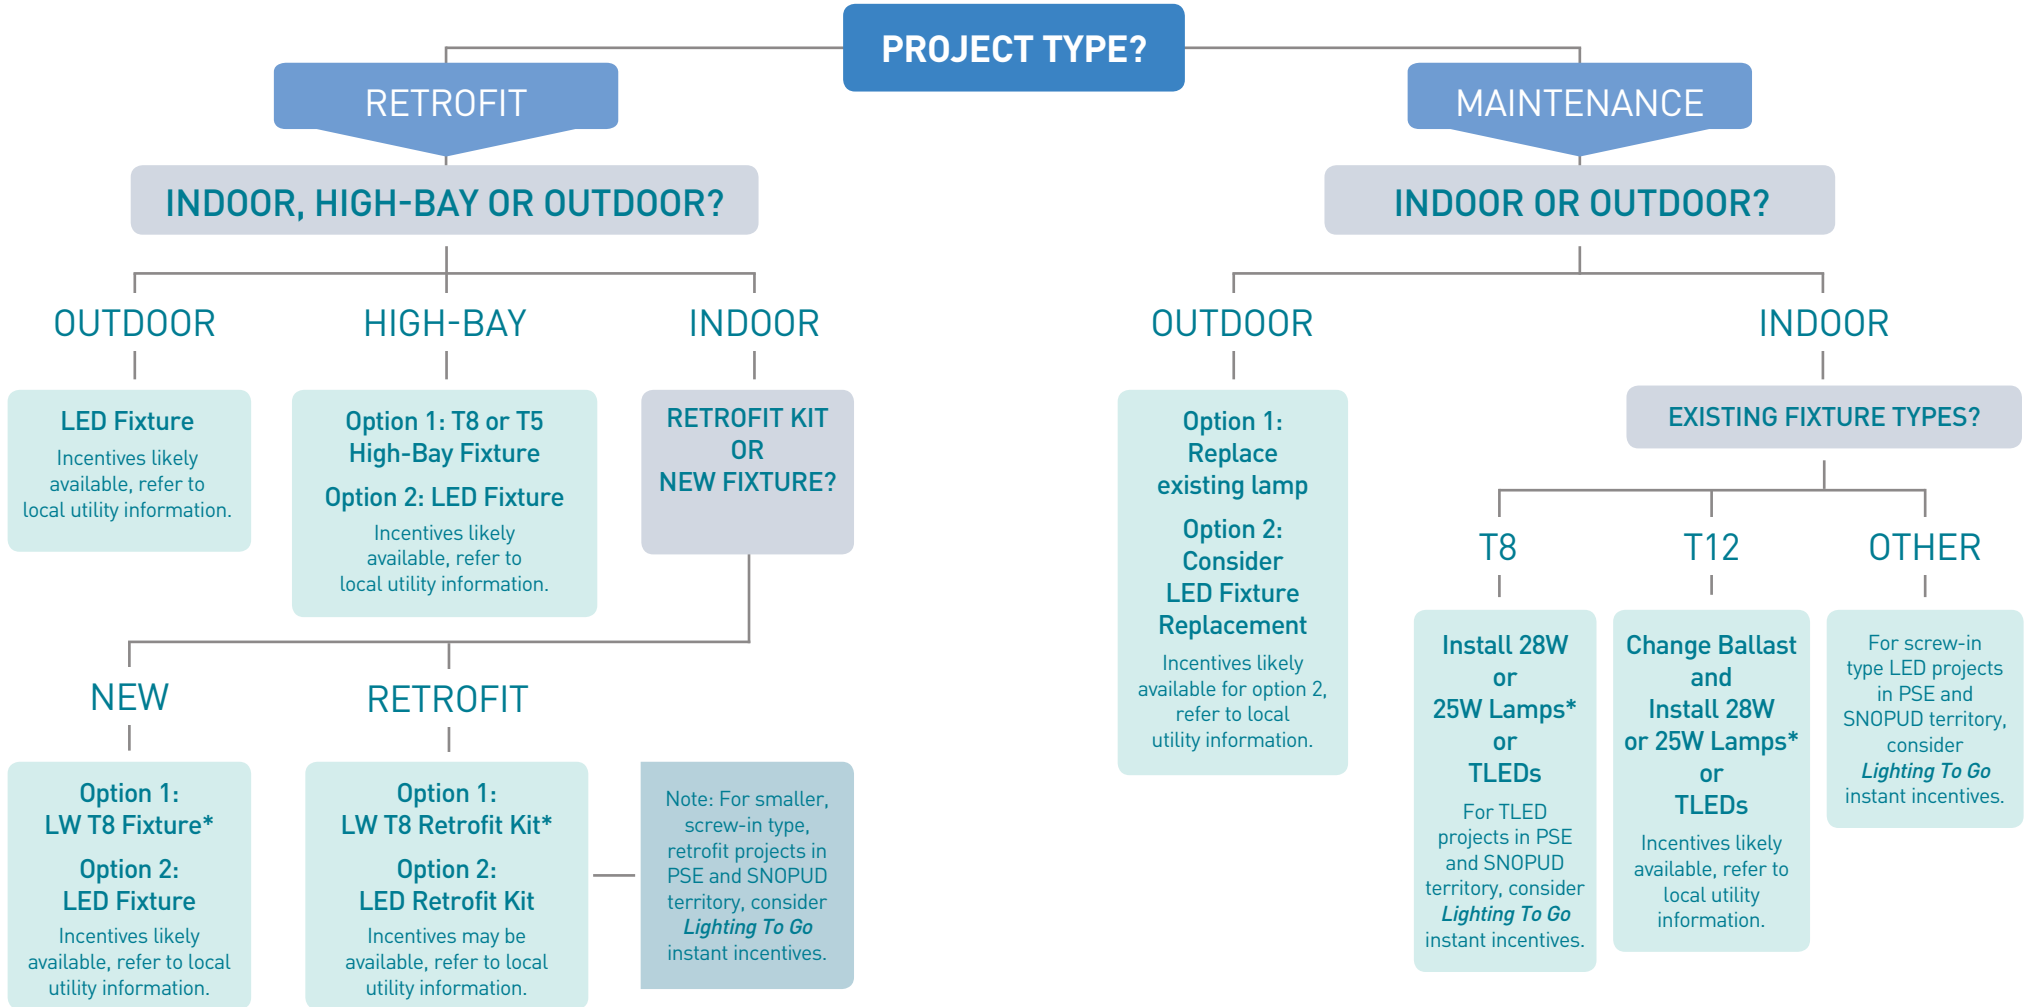 PROJECT TYPE?
RETROFIT
INDOOR, HIGH-BAY OR OUTDOOR?
OUTDOOR
LED Fixture
Incentives likely
available, refer to
local utility information.
HIGH-BAY
Option 1: T8 or T5
High-Bay Fixture
Option 2: LED Fixture
Incentives likely
available, refer to
local utility information.
INDOOR
RETROFIT KIT
OR
NEW FIXTURE?
NEW
Option 1:
LW T8 Fixture*
Option 2:
LED Fixture
Incentives likely
available, refer to local
utility information.
RETROFIT
Option 1:
LW T8 Retrofit Kit*
Option 2:
LED Retrofit Kit
Incentives may be
available, refer to local
utility information.
Note: For smaller,
screw-in type,
retrofit projects in
PSE and SNOPUD
territory, consider
Lighting To Go
instant incentives.
MAINTENANCE
INDOOR OR OUTDOOR?
OUTDOOR
Option 1:
Replace
existing lamp
Option 2:
Consider
LED Fixture
Replacement
Incentives likely
available for option 2,
refer to local
utility information.
INDOOR
EXISTING FIXTURE TYPES?
T8
Install 28W
or
25W Lamps*
or
TLEDs
For TLED
projects in PSE
and SNOPUD
territory, consider
Lighting To Go
instant incentives.
T12
Change Ballast
and
Install 28W
or 25W Lamps*
or
TLEDs
Incentives likely
available, refer to
local utility
information.
OTHER
For screw-in
type LED projects
in PSE and
SNOPUD territory,
consider
Lighting To Go
instant incentives.